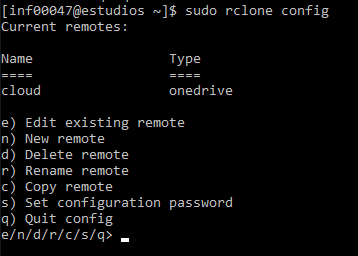 [inf00047@estudios ~]$ sudo rclone config
Current remotes:
Name                 Type
====                 ====
cloud                onedrive
e) Edit existing remote
n) New remote
d) Delete remote
r) Rename remote
c) Copy remote
s) Set configuration password
q) Quit config
e/n/d/r/c/s/q>